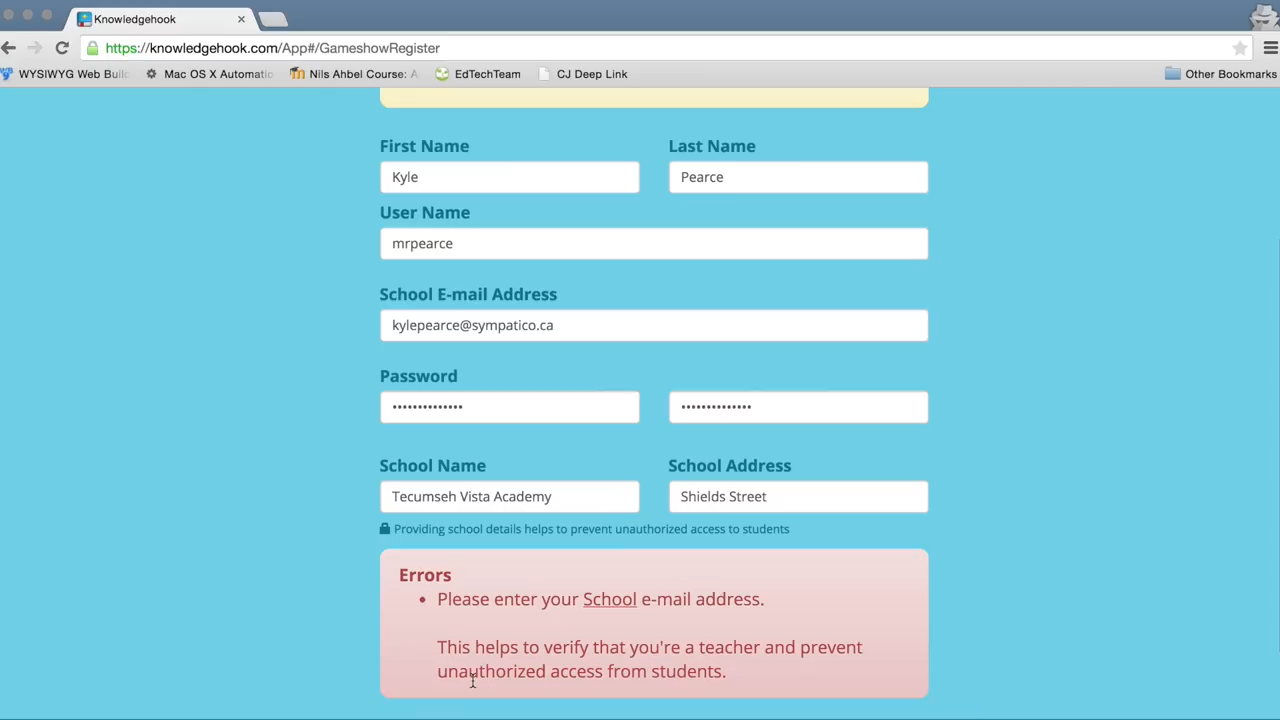 Knowledgehook
https://knowledgehook.com/App#/GameshowRegister
WYSIWYG Web Buil
Mac OS X Automatic
Nils Ahbel Course: A
EdTechTeam
CJ Deep Link
Other Bookmarks
First Name
Last Name
Kyle
Pearce
User Name
mrpearce
School E-mail Address
kylepearce@sympatico.ca
Password
••••••••••••••
••••••••••••••
School Name
School Address
Tecumseh Vista Academy
Shields Street
Providing school details helps to prevent unauthorized access to students
Errors
• Please enter your School e-mail address.
This helps to verify that you're a teacher and prevent
unauthorized access from students.